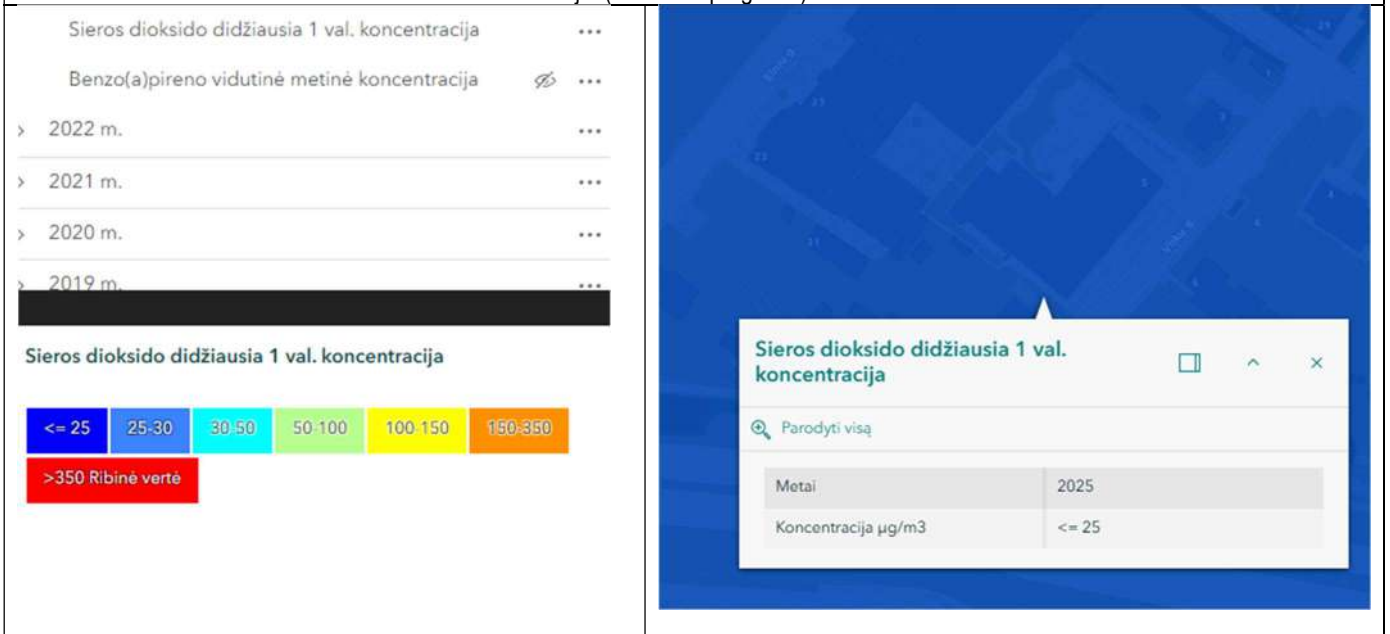 Sieros dioksido didžiausia 1 val. koncentracija
Benzo(a)pireno vidutinė metinė koncentracija
2022 m.
2021 m.
2020 m.
2019 m.
Sieros dioksido didžiausia 1 val. koncentracija
<= 25 25-30 30-50 50-100 100-150 150-350
>350 Ribinė vertė
23
Sieros dioksido didžiausia 1 val.
koncentracija
Parodyti visą
Metai 2025
Koncentracija µg/m3 <= 25